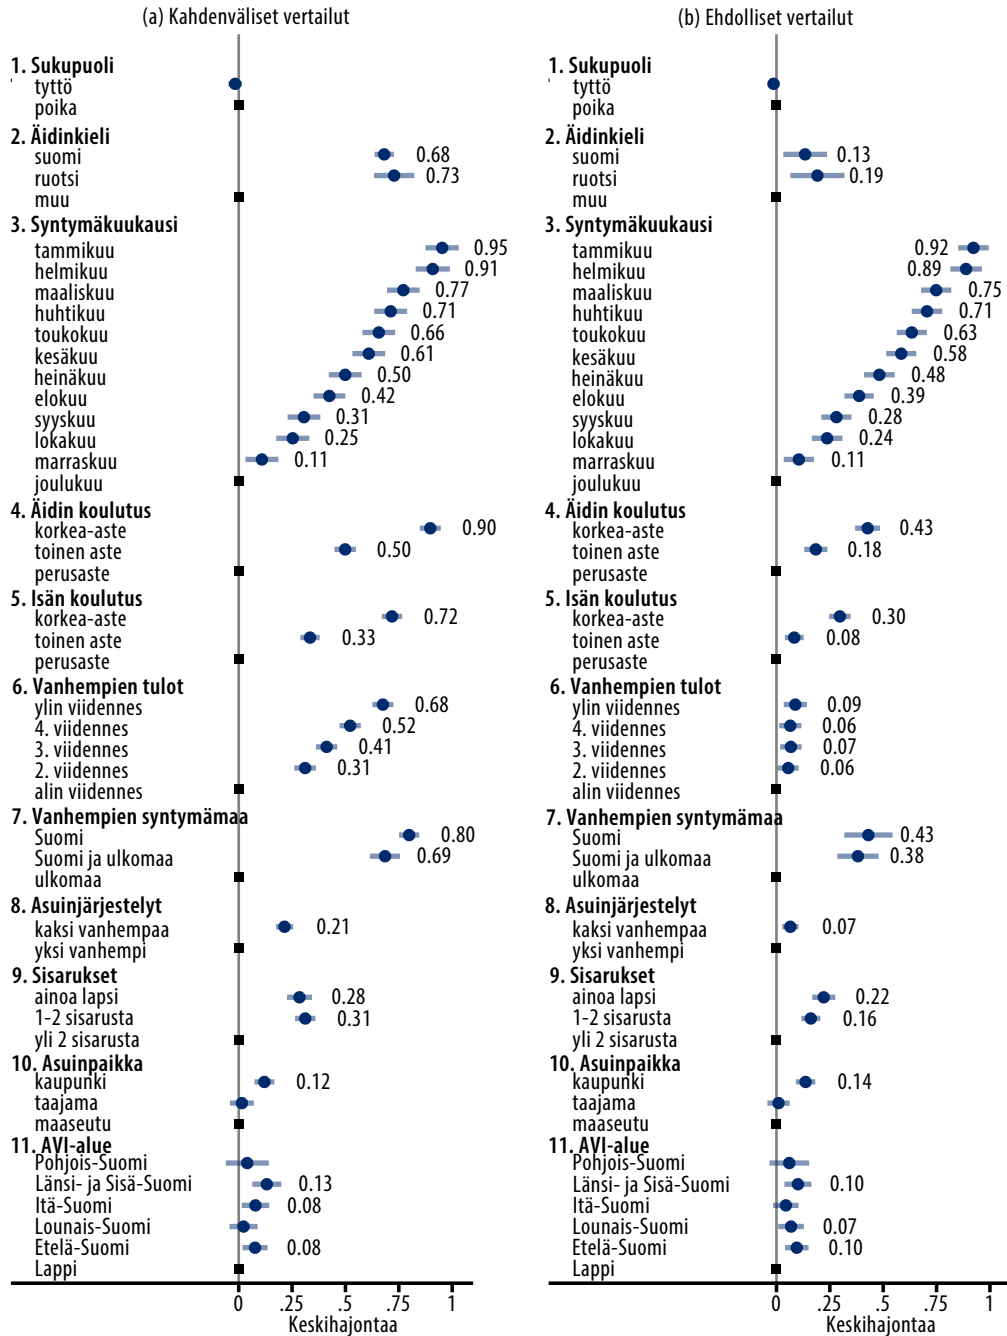 (a) Kahdenväliset vertailut
1. Sukupuoli
tyttö
poika
2. Äidinkieli
suomi 0.68
ruotsi 0.73
muu
3. Syntymäkuukausi
tammikuu 0.95
helmikuu 0.91
maaliskuu 0.77
huhtikuu 0.71
toukokuu 0.66
kesäkuu 0.61
heinäkuu 0.50
elokuu 0.42
syyskuu 0.31
lokakuu 0.25
marraskuu 0.11
joulukuu
4. Äidin koulutus
korkea-aste 0.90
toinen aste 0.50
perusaste
5. Isän koulutus
korkea-aste 0.72
toinen aste 0.33
perusaste
6. Vanhempien tulot
ylin viidennes 0.68
4. viidennes 0.52
3. viidennes 0.41
2. viidennes 0.31
alin viidennes
7. Vanhempien syntymämaa
Suomi 0.80
Suomi ja ulkomaa 0.69
ulkomaa
8. Asuinjärjestelyt
kaksi vanhempaa 0.21
yksi vanhempi
9. Sisarukset
ainoa lapsi 0.28
1-2 sisarusta 0.31
yli 2 sisarusta
10. Asuinpaikka
kaupunki 0.12
taajama
maaseutu
11. AVI-alue
Pohjois-Suomi
Länsi- ja Sisä-Suomi 0.13
Itä-Suomi 0.08
Lounais-Suomi
Etelä-Suomi 0.08
Lappi
0 .25 .5 .75 1
Keskihajontaa
(b) Ehdolliset vertailut
1. Sukupuoli
tyttö
poika
2. Äidinkieli
suomi 0.13
ruotsi 0.19
muu
3. Syntymäkuukausi
tammikuu 0.92
helmikuu 0.89
maaliskuu 0.75
huhtikuu 0.71
toukokuu 0.63
kesäkuu 0.58
heinäkuu 0.48
elokuu 0.39
syyskuu 0.28
lokakuu 0.24
marraskuu 0.11
joulukuu
4. Äidin koulutus
korkea-aste 0.43
toinen aste 0.18
perusaste
5. Isän koulutus
korkea-aste 0.30
toinen aste 0.08
perusaste
6. Vanhempien tulot
ylin viidennes 0.09
4. viidennes 0.06
3. viidennes 0.07
2. viidennes 0.06
alin viidennes
7. Vanhempien syntymämaa
Suomi 0.43
Suomi ja ulkomaa 0.38
ulkomaa
8. Asuinjärjestelyt
kaksi vanhempaa 0.07
yksi vanhempi
9. Sisarukset
ainoa lapsi 0.22
1-2 sisarusta 0.16
yli 2 sisarusta
10. Asuinpaikka
kaupunki 0.14
taajama
maaseutu
11. AVI-alue
Pohjois-Suomi
Länsi- ja Sisä-Suomi 0.10
Itä-Suomi
Lounais-Suomi 0.07
Etelä-Suomi 0.10
Lappi
0 .25 .5 .75 1
Keskihajontaa